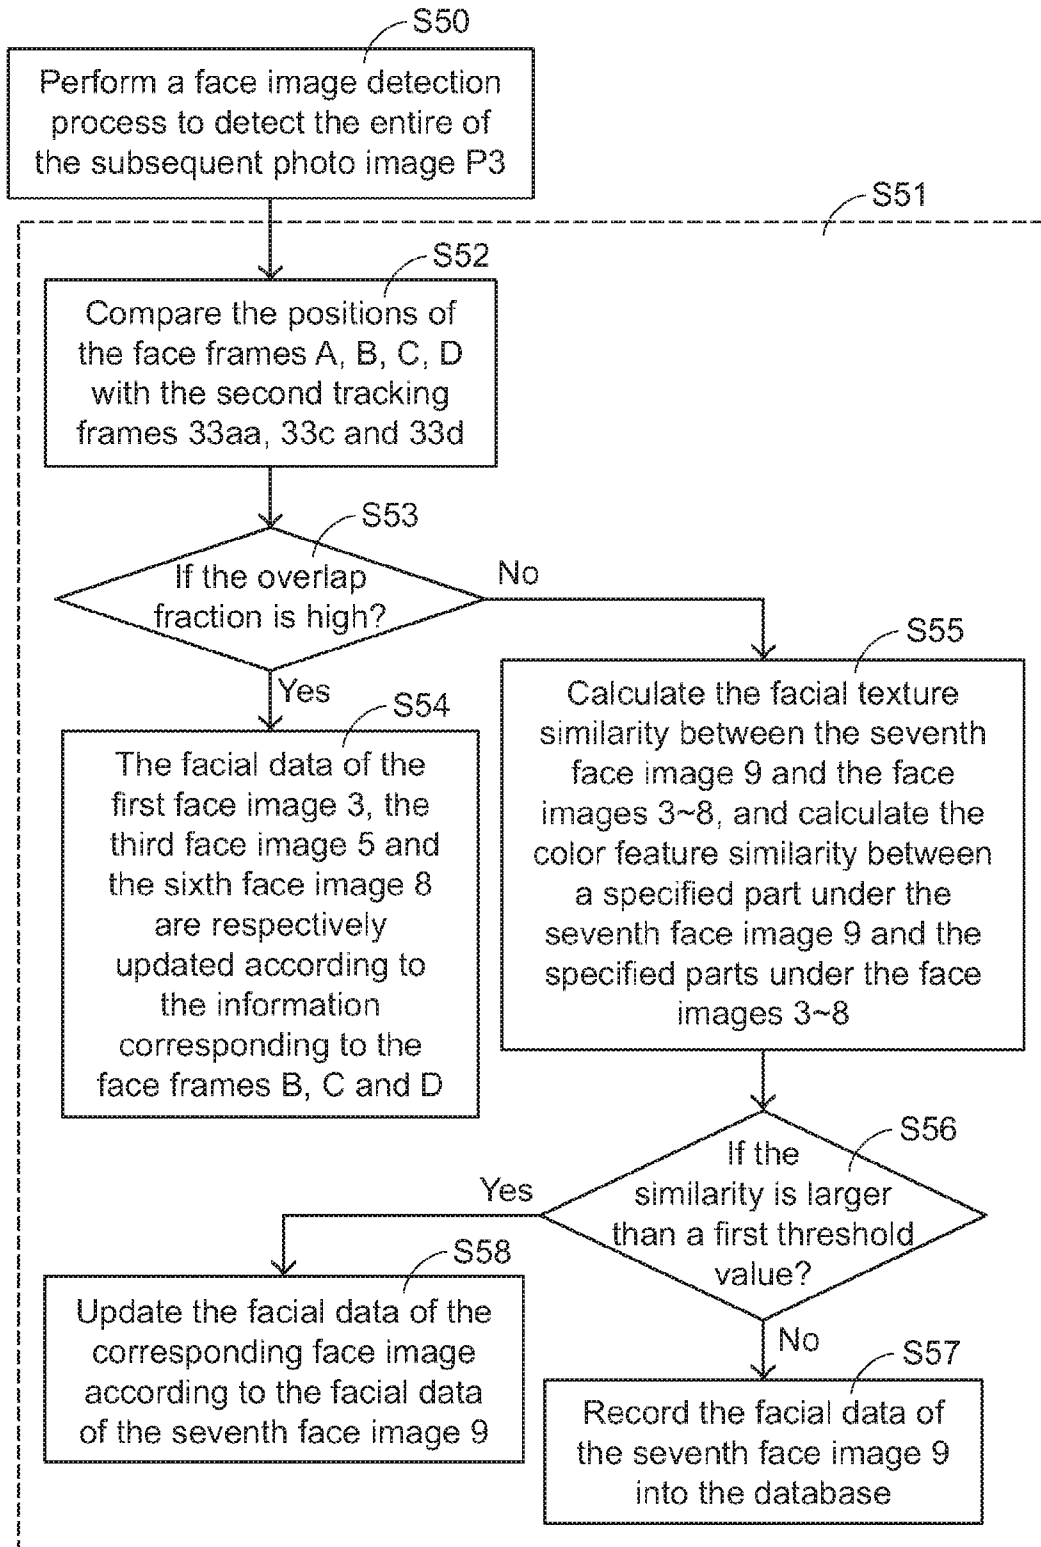 S50
Perform a face image detection
process to detect the entire of
the subsequent photo image P3
S51
S52
Compare the positions of
the face frames A, B, C, D
with the second tracking
frames 33aa, 33c and 33d
S53
If the overlap
fraction is high?
No
Yes
S54
The facial data of the
first face image 3, the
third face image 5 and
the sixth face image 8
are respectively
updated according to
the information
corresponding to the
face frames B, C and D
S55
Calculate the facial texture
similarity between the seventh
face image 9 and the face
images 3~8, and calculate the
color feature similarity between
a specified part under the
seventh face image 9 and the
specified parts under the face
images 3~8
S56
If the
similarity is larger
than a first threshold
value?
Yes
No
S58
Update the facial data of the
corresponding face image
according to the facial data
of the seventh face image 9
S57
Record the facial data of
the seventh face image 9
into the database